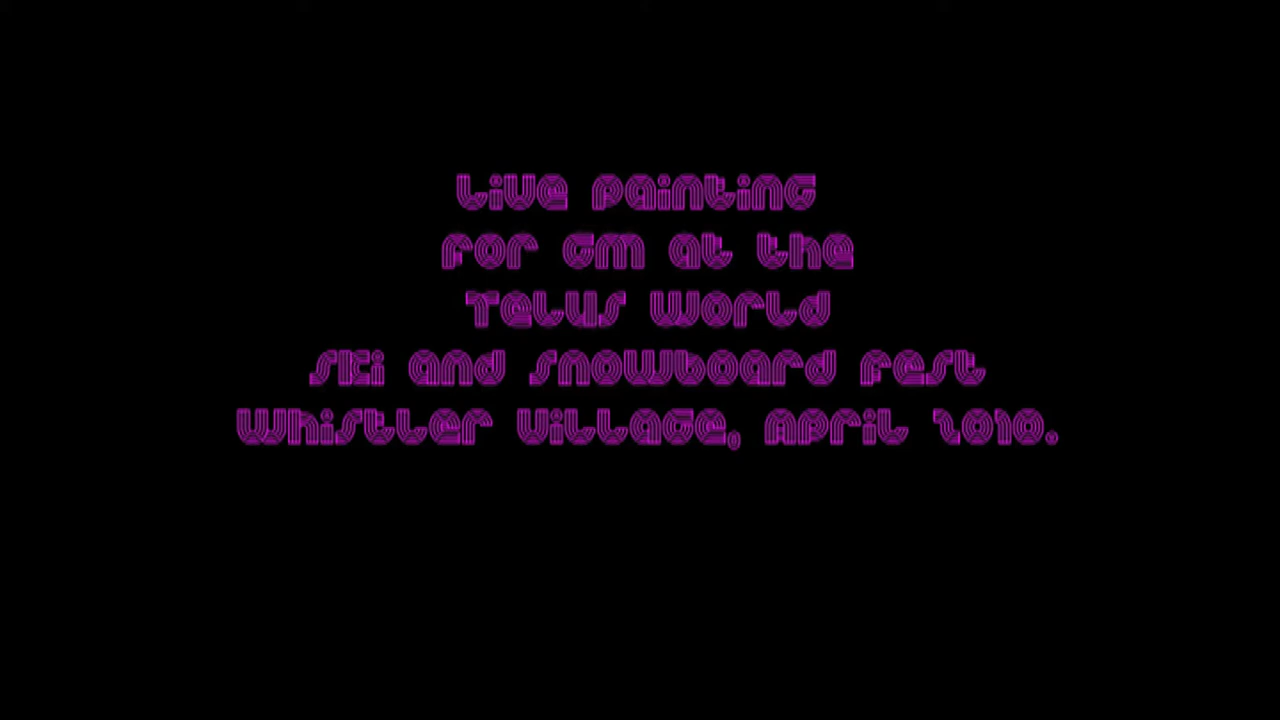 Live Painting
for GM at the
Telus World
Ski and Snowboard Fest
Whistler Village, April 2010.